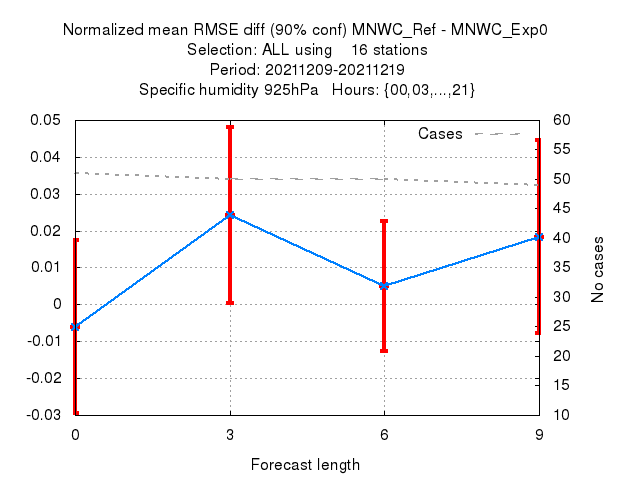 Normalized mean RMSE diff (90% conf) MNWC_Ref - MNWC_Exp0
Selection: ALL using    16 stations
Period: 20211209-20211219
Specific humidity 925hPa   Hours: {00,03,...,21}
Cases
0.05
0.04
0.03
0.02
0.01
0
-0.01
-0.02
-0.03
60
55
50
45
40
35
30
25
20
15
10
No cases
0 3 6 9
Forecast length